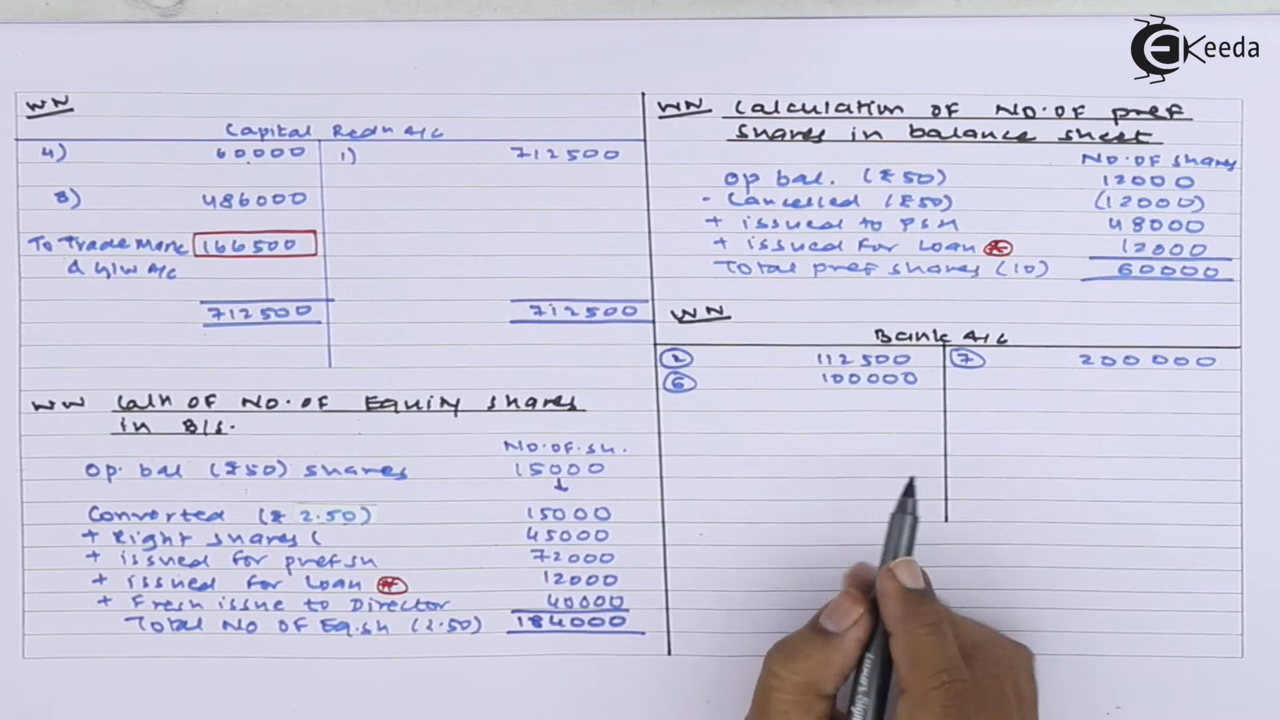 EKeeda
WN
Capital Redn A/c
4) 60000 1) 712500
8) 486000
To Trade Mark 166500
& G/W A/c
712500 712500
WN Caln OF NO. OF Equity shares
in B/S.
NO. OF. sh.
Op. bal (₹50) shares 15000
Converted (₹ 2.50) 15000
+ Right shares ( 45000
+ issued for pref sh 72000
+ issued for Loan * 12000
+ Fresh issue to Director 40000
Total NO OF Eq.sh (2.50) 184000
WN Calculation OF NO. OF pref
shares in balance sheet
NO. OF shares
Op bal. (₹50) 12000
- Cancelled (₹50) (12000)
+ issued to PSH 48000
+ issued for Loan * 12000
Total pref shares (10) 60000
WN
Bank A/c
2 112500 7 200000
6 100000